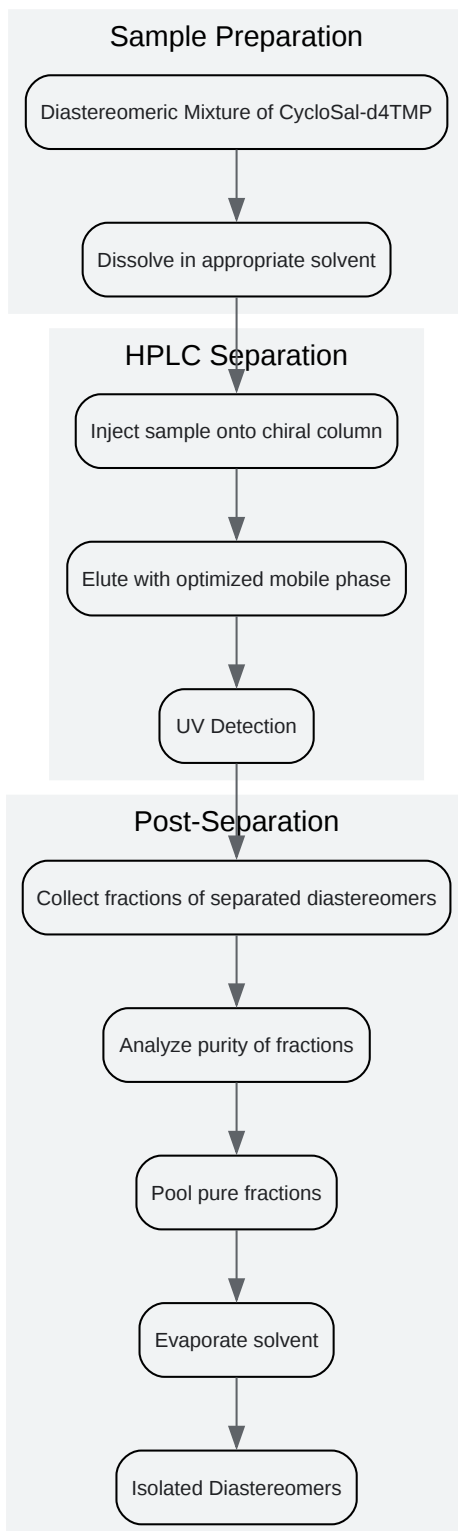 Sample Preparation
Diastereomeric Mixture of CycloSal-d4TMP
Dissolve in appropriate solvent
HPLC Separation
Inject sample onto chiral column
Elute with optimized mobile phase
UV Detection
Post-Separation
Collect fractions of separated diastereomers
Analyze purity of fractions
Pool pure fractions
Evaporate solvent
Isolated Diastereomers